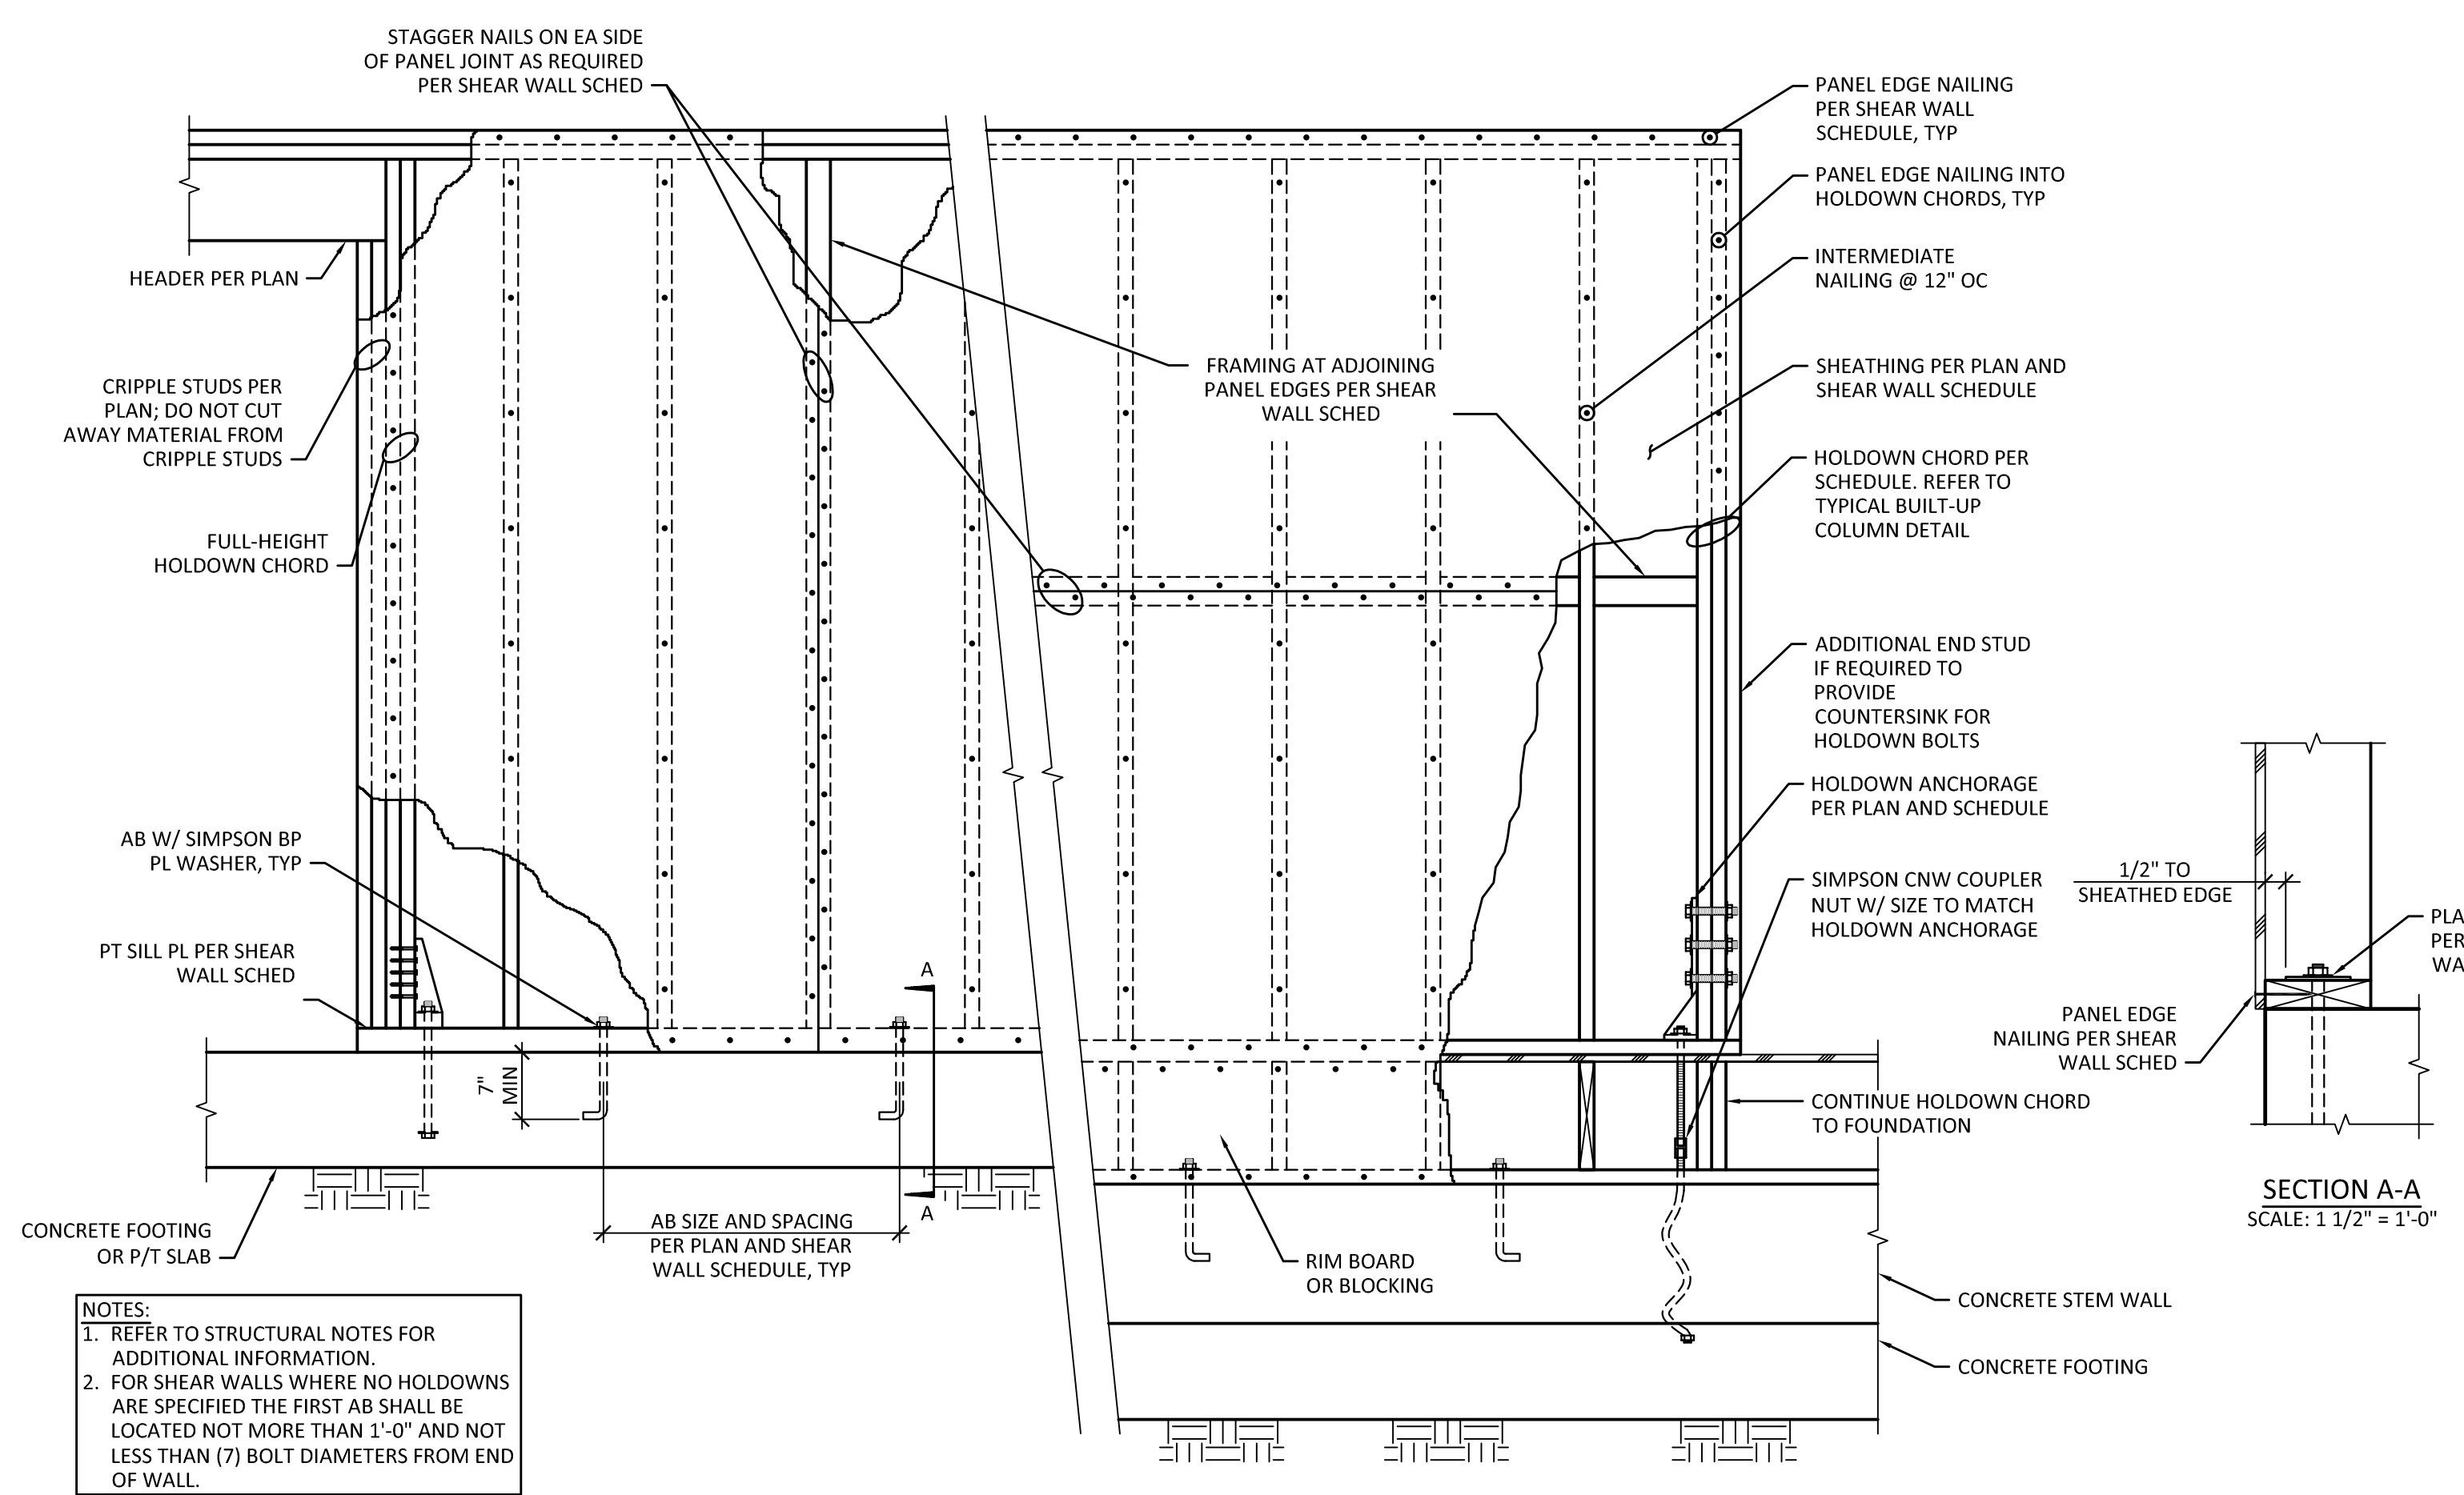 STAGGER NAILS ON EA SIDE
OF PANEL JOINT AS REQUIRED
PER SHEAR WALL SCHED
HEADER PER PLAN
CRIPPLE STUDS PER
PLAN; DO NOT CUT
AWAY MATERIAL FROM
CRIPPLE STUDS
FULL-HEIGHT
HOLDOWN CHORD
AB W/ SIMPSON BP
PL WASHER, TYP
PT SILL PL PER SHEAR
WALL SCHED
7"
MIN
CONCRETE FOOTING
OR P/T SLAB
AB SIZE AND SPACING
PER PLAN AND SHEAR
WALL SCHEDULE, TYP
A
A
FRAMING AT ADJOINING
PANEL EDGES PER SHEAR
WALL SCHED
RIM BOARD
OR BLOCKING
PANEL EDGE NAILING
PER SHEAR WALL
SCHEDULE, TYP
PANEL EDGE NAILING INTO
HOLDOWN CHORDS, TYP
INTERMEDIATE
NAILING @ 12" OC
SHEATHING PER PLAN AND
SHEAR WALL SCHEDULE
HOLDOWN CHORD PER
SCHEDULE. REFER TO
TYPICAL BUILT-UP
COLUMN DETAIL
ADDITIONAL END STUD
IF REQUIRED TO
PROVIDE
COUNTERSINK FOR
HOLDOWN BOLTS
HOLDOWN ANCHORAGE
PER PLAN AND SCHEDULE
SIMPSON CNW COUPLER
NUT W/ SIZE TO MATCH
HOLDOWN ANCHORAGE
CONTINUE HOLDOWN CHORD
TO FOUNDATION
CONCRETE STEM WALL
CONCRETE FOOTING
1/2" TO
SHEATHED EDGE
PANEL EDGE
NAILING PER SHEAR
WALL SCHED
PLA
PER
WA
SECTION A-A
SCALE: 1 1/2" = 1'-0"
NOTES:
1. REFER TO STRUCTURAL NOTES FOR
ADDITIONAL INFORMATION.
2. FOR SHEAR WALLS WHERE NO HOLDOWNS
ARE SPECIFIED THE FIRST AB SHALL BE
LOCATED NOT MORE THAN 1'-0" AND NOT
LESS THAN (7) BOLT DIAMETERS FROM END
OF WALL.